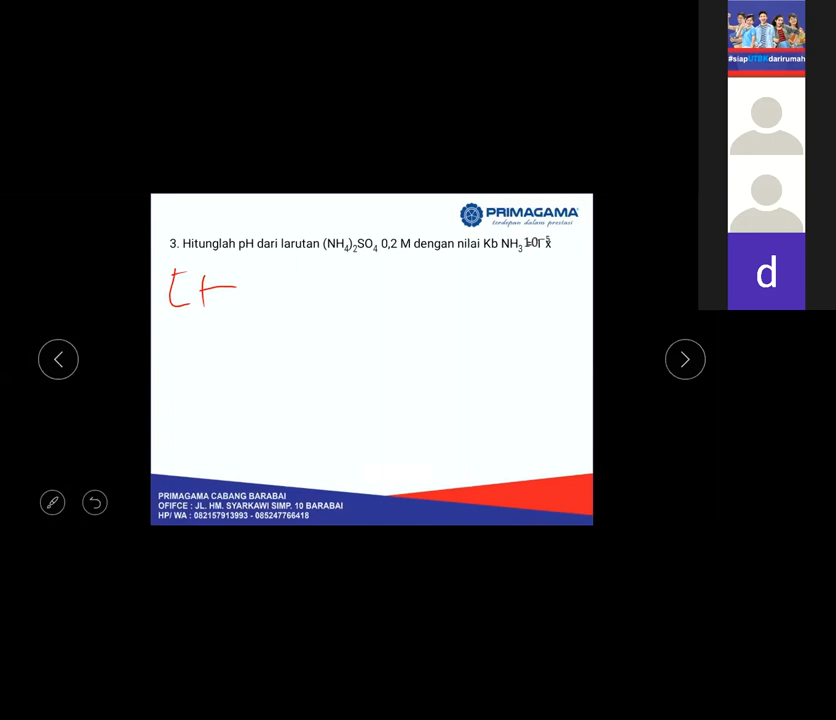 #siapUTBKdarirumah
PRIMAGAMA
terdepan dalam prestasi
3. Hitunglah pH dari larutan (NH4)2SO4 0,2 M dengan nilai Kb NH3
[H
d
PRIMAGAMA CABANG BARABAI
OFIFCE : JL. HM. SYARKAWI SIMP. 10 BARABAI
HP/ WA : 082157913993 - 085247766418